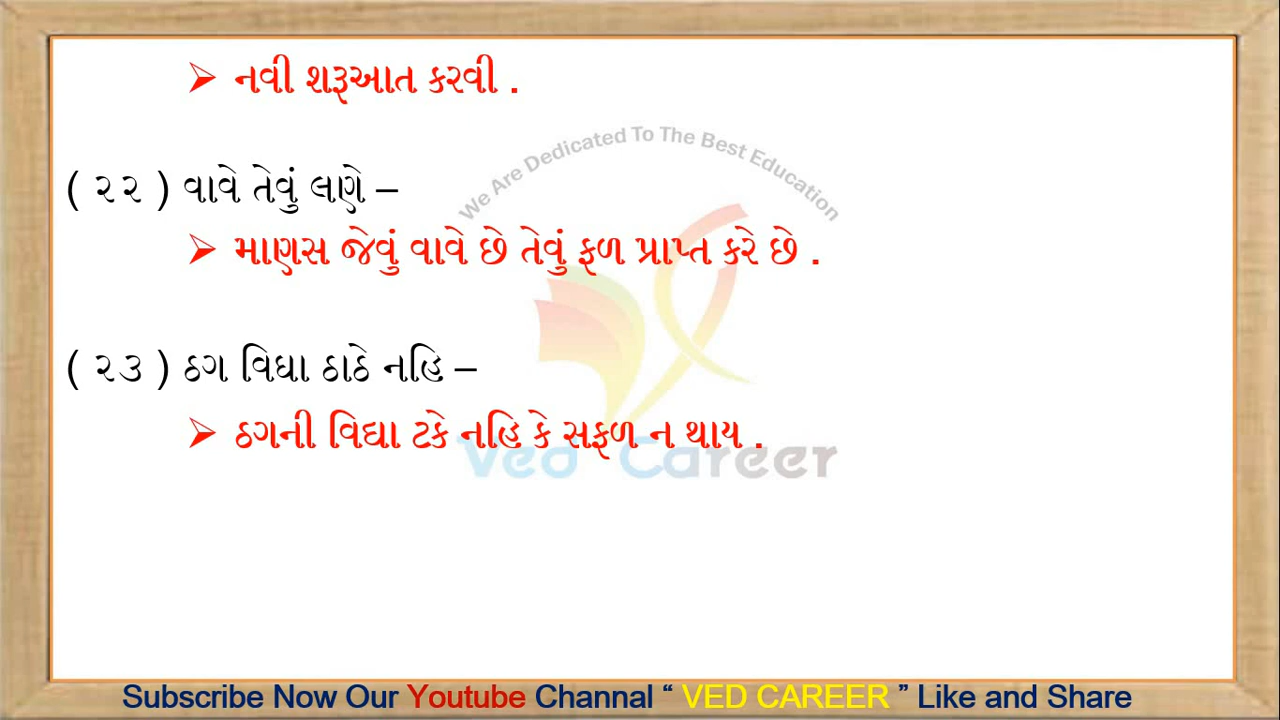 ➢ નવી શરૂઆત કરવી .
We Are Dedicated To The Best Education
( ૨૨ ) વાવે તેવું લણે –
➢ માણસ જેવું વાવે છે તેવું ફળ પ્રાપ્ત કરે છે .
( ૨૩ ) ઠગ વિદ્યા ઠાઠે નહિ –
➢ ઠગની વિદ્યા ટકે નહિ કે સફળ ન થાય .
Ved Career
Subscribe Now Our Youtube Channal “ VED CAREER ” Like and Share